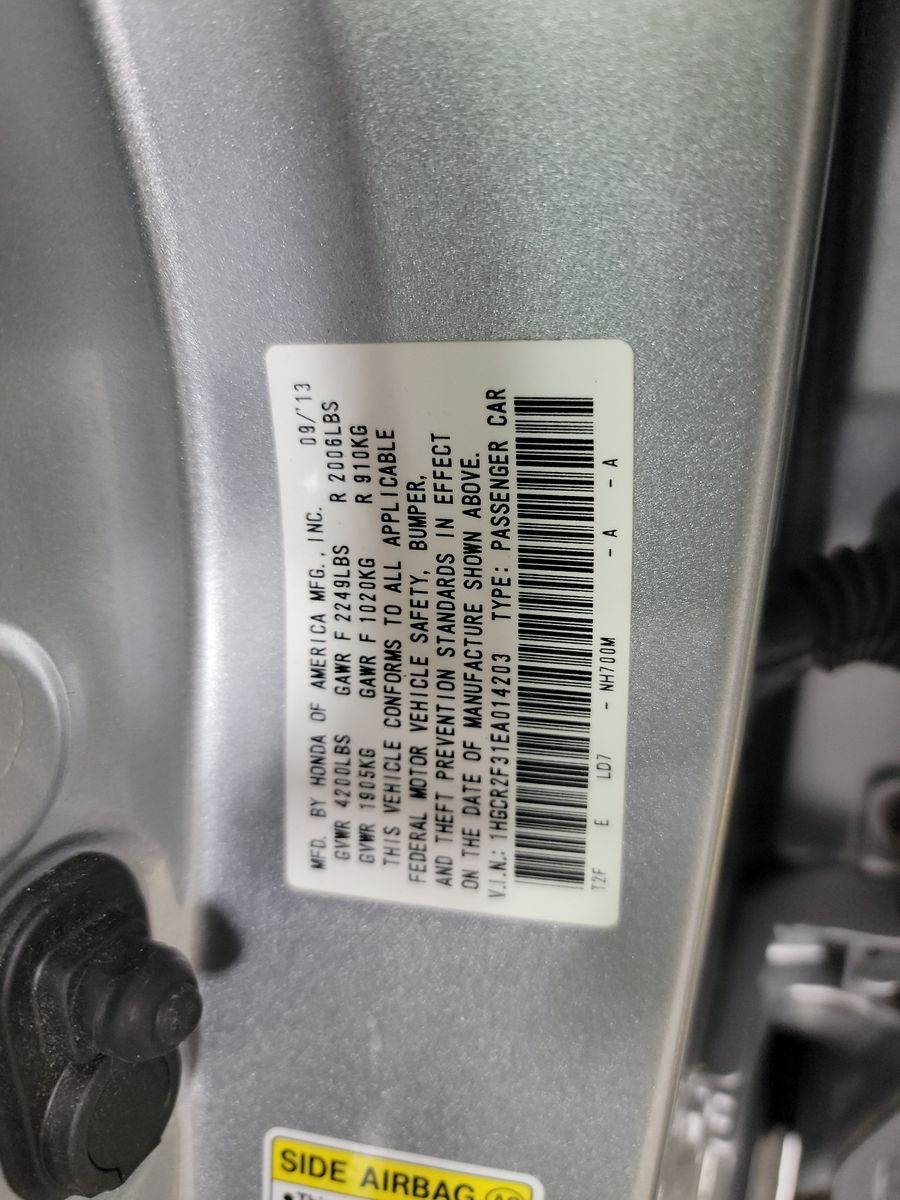 MFD. BY HONDA OF AMERICA MFG., INC. 09/'13
GVWR 4200LBS GAWR F 2249LBS R 2006LBS
GVWR 1905KG GAWR F 1020KG R 910KG
THIS VEHICLE CONFORMS TO ALL APPLICABLE
FEDERAL MOTOR VEHICLE SAFETY, BUMPER,
AND THEFT PREVENTION STANDARDS IN EFFECT
ON THE DATE OF MANUFACTURE SHOWN ABOVE.
V.I.N.: 1HGCR2F31EA014203 TYPE: PASSENGER CAR
T2F E LD7 - NH700M - A - A
SIDE AIRBAG